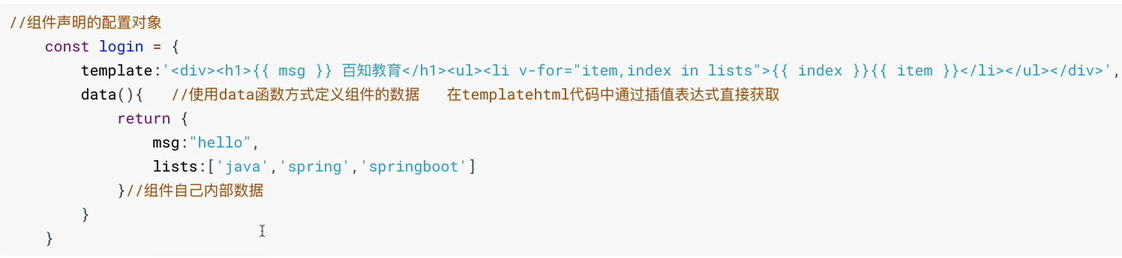 //组件声明的配置对象
    const login = {
        template:'<div><h1>{{ msg }} 百知教育</h1><ul><li v-for="item,index in lists">{{ index }}{{ item }}</li></ul></div>',
        data(){   //使用data函数方式定义组件的数据   在templatehtml代码中通过插值表达式直接获取
            return {
                msg:"hello",
                lists:['java','spring','springboot']
            }//组件自己内部数据
        }
    }